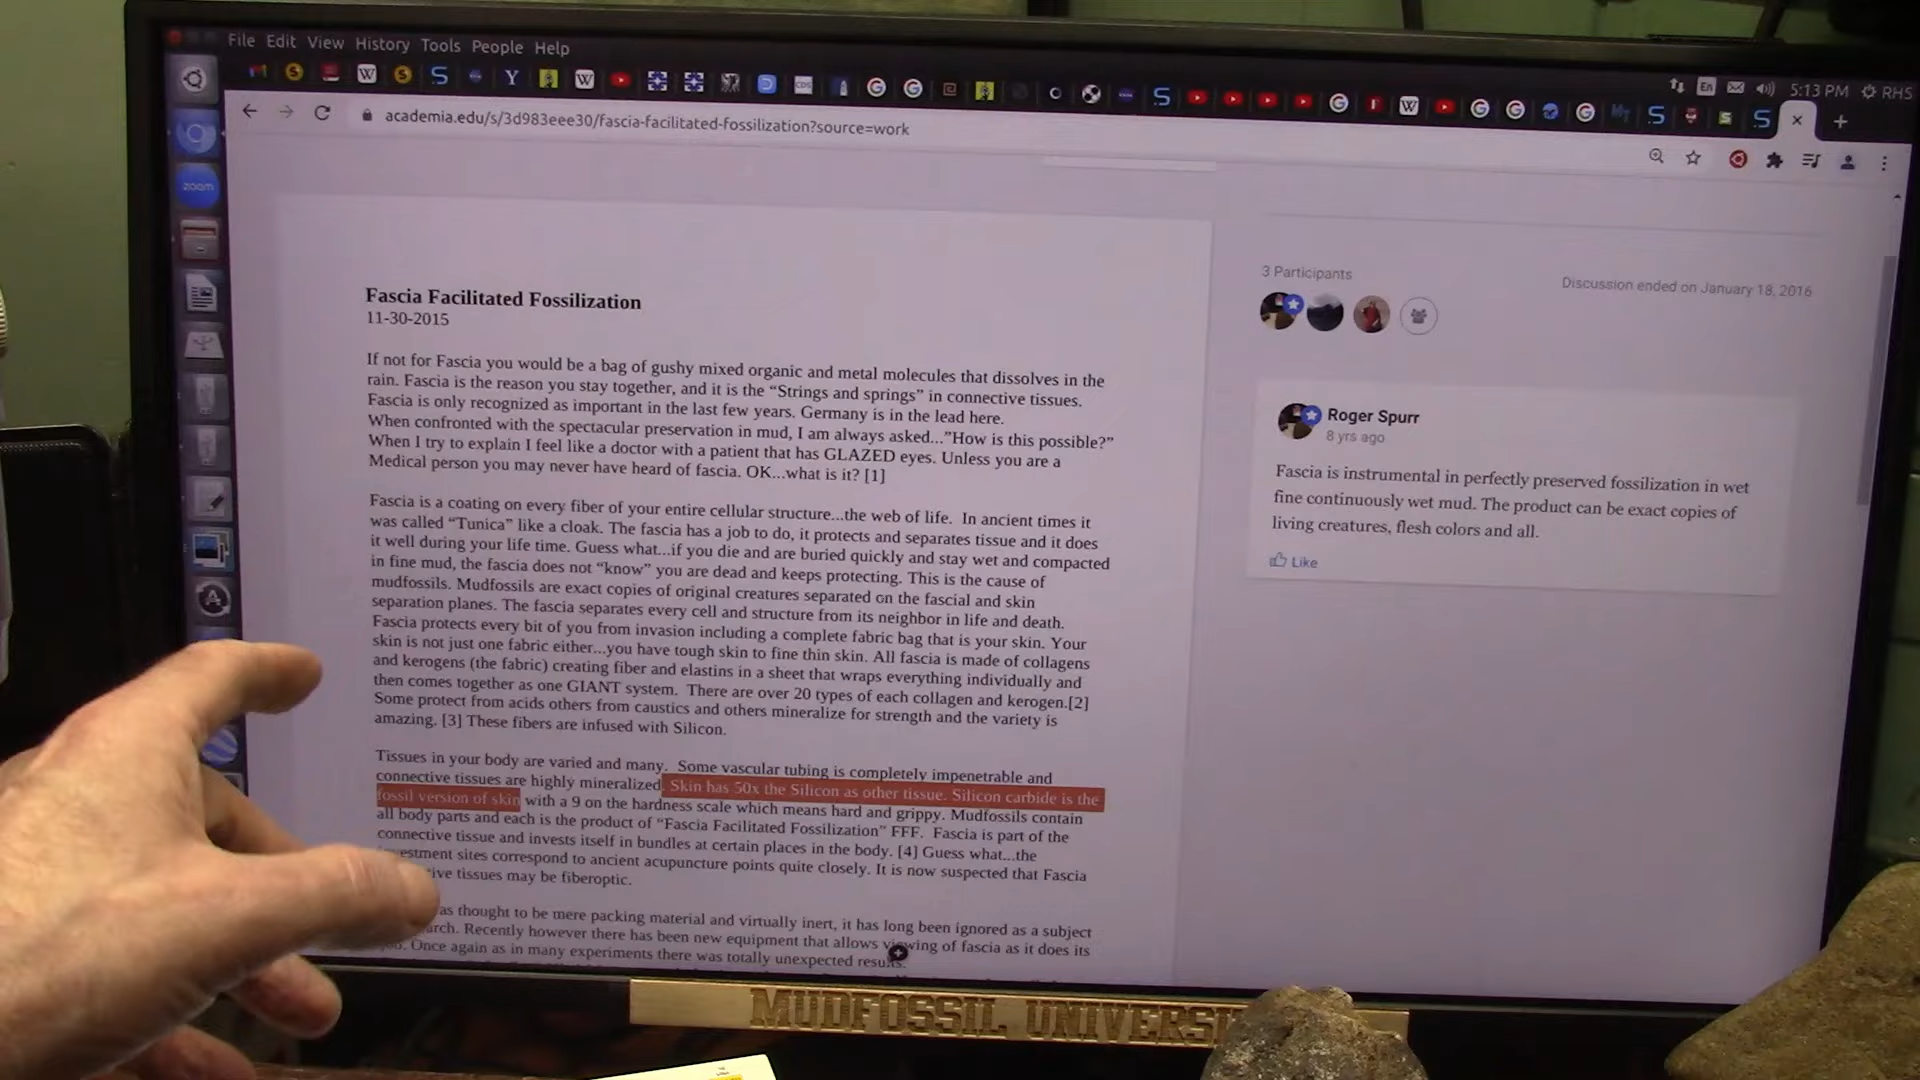 File Edit View History Tools People Help
5:13 PM RH5
academia.edu/s/3d983eee30/fascia-facilitated-fossilization?source=work
zoom
Fascia Facilitated Fossilization
11-30-2015
If not for Fascia you would be a bag of gushy mixed organic and metal molecules that dissolves in the
rain. Fascia is the reason you stay together, and it is the “Strings and springs” in connective tissues.
Fascia is only recognized as important in the last few years. Germany is in the lead here.
When confronted with the spectacular preservation in mud, I am always asked...”How is this possible?”
When I try to explain I feel like a doctor with a patient that has GLAZED eyes. Unless you are a
Medical person you may never have heard of fascia. OK...what is it? [1]
Fascia is a coating on every fiber of your entire cellular structure...the web of life. In ancient times it
was called “Tunica” like a cloak. The fascia has a job to do, it protects and separates tissue and it does
it well during your life time. Guess what...if you die and are buried quickly and stay wet and compacted
in fine mud, the fascia does not “know” you are dead and keeps protecting. This is the cause of
mudfossils. Mudfossils are exact copies of original creatures separated on the fascial and skin
separation planes. The fascia separates every cell and structure from its neighbor in life and death.
Fascia protects every bit of you from invasion including a complete fabric bag that is your skin. Your
skin is not just one fabric either...you have tough skin to fine thin skin. All fascia is made of collagens
and kerogens (the fabric) creating fiber and elastins in a sheet that wraps everything individually and
then comes together as one GIANT system. There are over 20 types of each collagen and kerogen.[2]
Some protect from acids others from caustics and others mineralize for strength and the variety is
amazing. [3] These fibers are infused with Silicon.
Tissues in your body are varied and many. Some vascular tubing is completely impenetrable and
connective tissues are highly mineralized. Skin has 50x the Silicon as other tissue. Silicon carbide is the
fossil version of skin with a 9 on the hardness scale which means hard and grippy. Mudfossils contain
all body parts and each is the product of “Fascia Facilitated Fossilization” FFF. Fascia is part of the
connective tissue and invests itself in bundles at certain places in the body. [4] Guess what...the
sites correspond to ancient acupuncture points quite closely. It is now suspected that Fascia
tissues may be fiberoptic.
thought to be mere packing material and virtually inert, it has long been ignored as a subject
Recently however there has been new equipment that allows viewing of fascia as it does its
Once again as in many experiments there was totally unexpected results.
3 Participants
Discussion ended on January 18, 2016
Roger Spurr
8 yrs ago
Fascia is instrumental in perfectly preserved fossilization in wet
fine continuously wet mud. The product can be exact copies of
living creatures, flesh colors and all.
Like
MUDFOSSIL